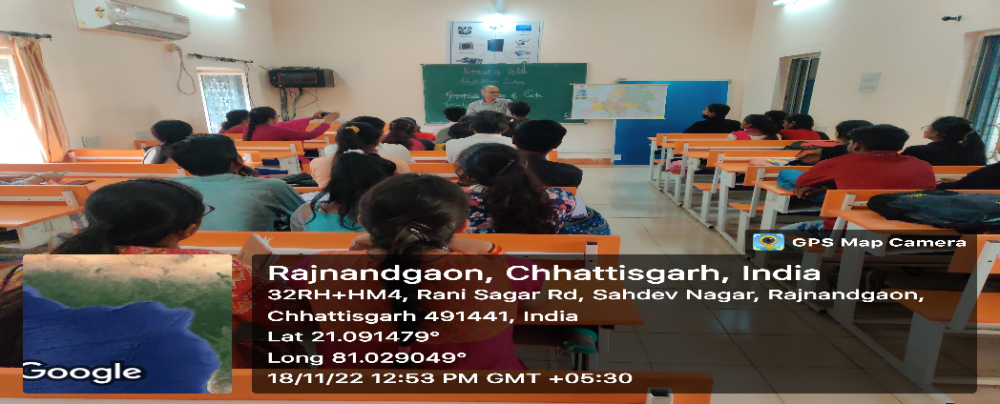 GPS Map Camera
Rajnandgaon, Chhattisgarh, India
32RH+HM4, Rani Sagar Rd, Sahdev Nagar, Rajnandgaon,
Chhattisgarh 491441, India
Lat 21.091479°
Long 81.029049°
18/11/22 12:53 PM GMT +05:30
Google